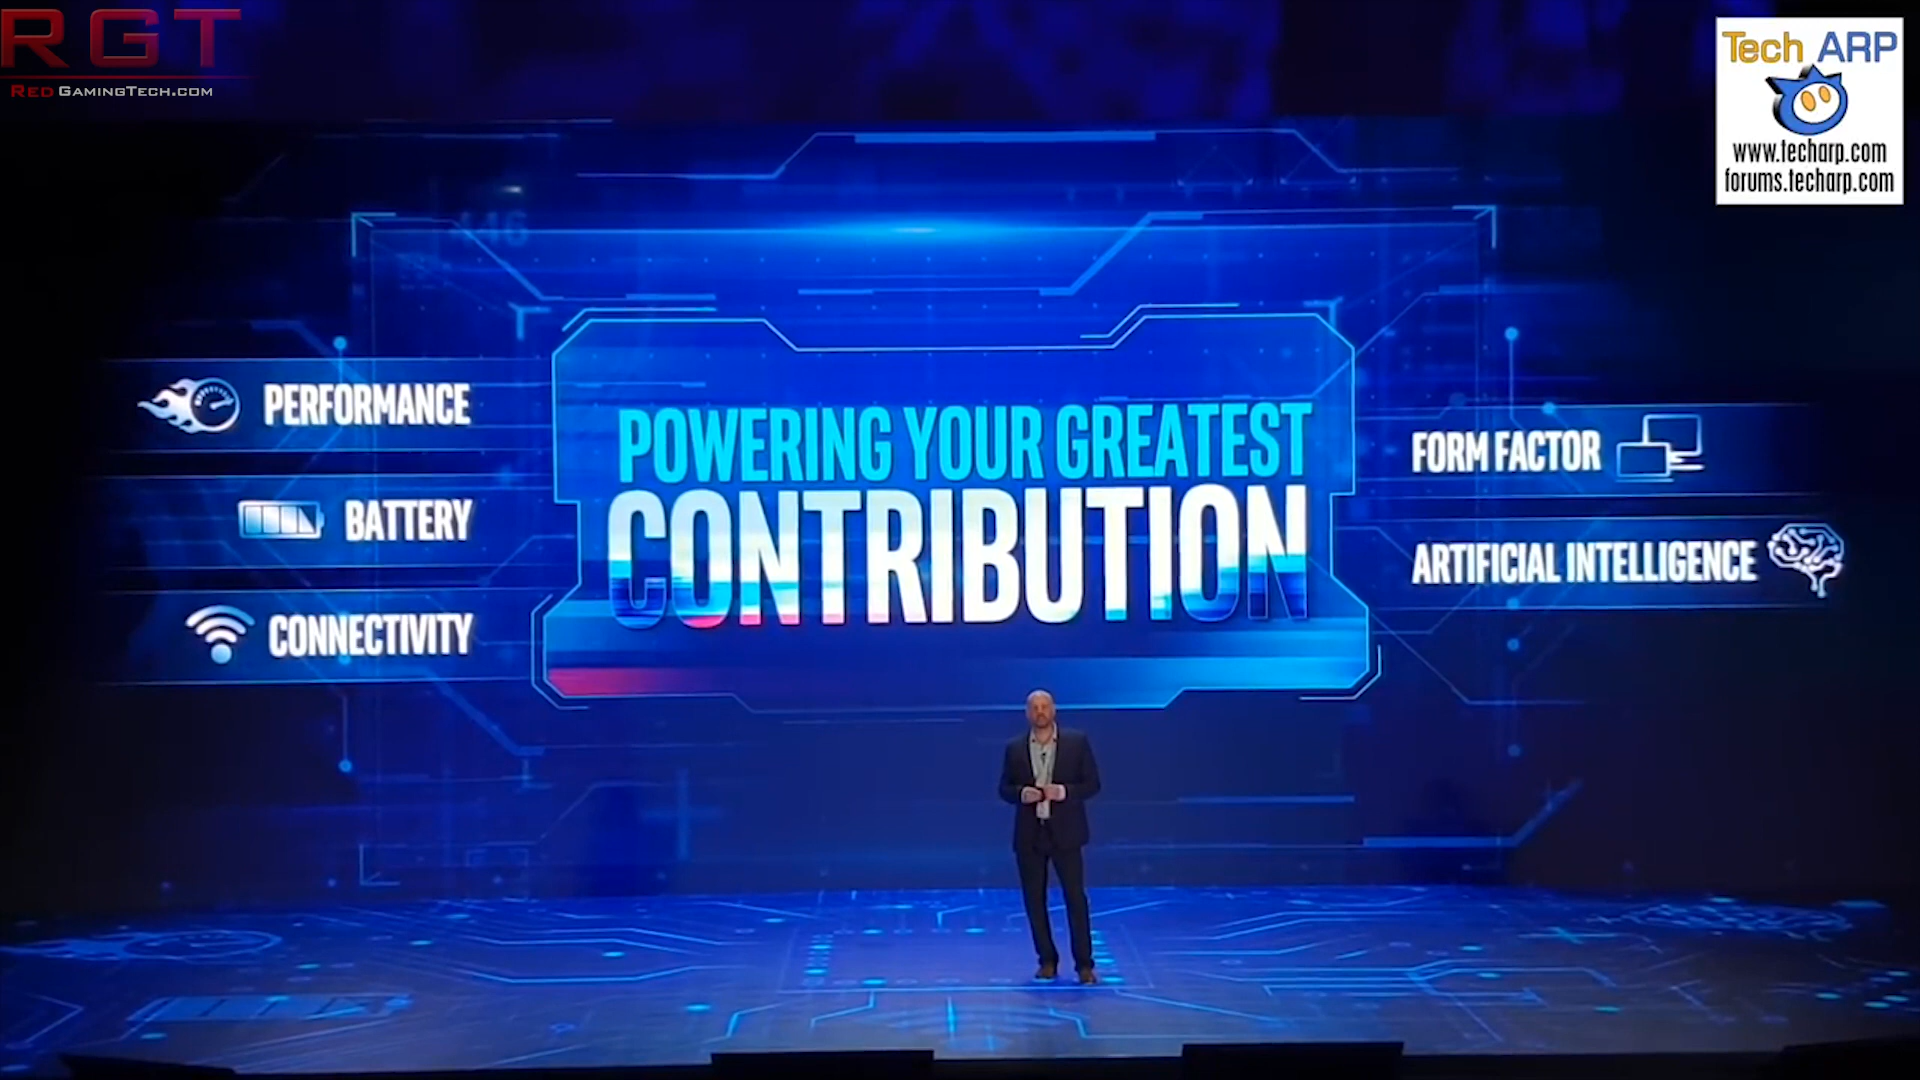 RGT
RED GAMINGTECH.COM
Tech ARP
www.techarp.com
forums.techarp.com
446
PERFORMANCE
BATTERY
CONNECTIVITY
POWERING YOUR GREATEST
CONTRIBUTION
FORM FACTOR
ARTIFICIAL INTELLIGENCE